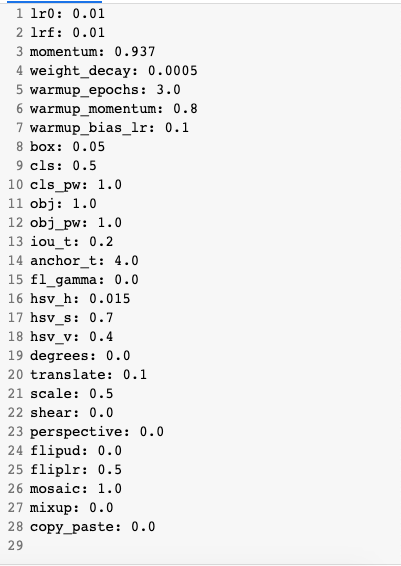 1 lr0: 0.01
2 lrf: 0.01
3 momentum: 0.937
4 weight_decay: 0.0005
5 warmup_epochs: 3.0
6 warmup_momentum: 0.8
7 warmup_bias_lr: 0.1
8 box: 0.05
9 cls: 0.5
10 cls_pw: 1.0
11 obj: 1.0
12 obj_pw: 1.0
13 iou_t: 0.2
14 anchor_t: 4.0
15 fl_gamma: 0.0
16 hsv_h: 0.015
17 hsv_s: 0.7
18 hsv_v: 0.4
19 degrees: 0.0
20 translate: 0.1
21 scale: 0.5
22 shear: 0.0
23 perspective: 0.0
24 flipud: 0.0
25 fliplr: 0.5
26 mosaic: 1.0
27 mixup: 0.0
28 copy_paste: 0.0
29